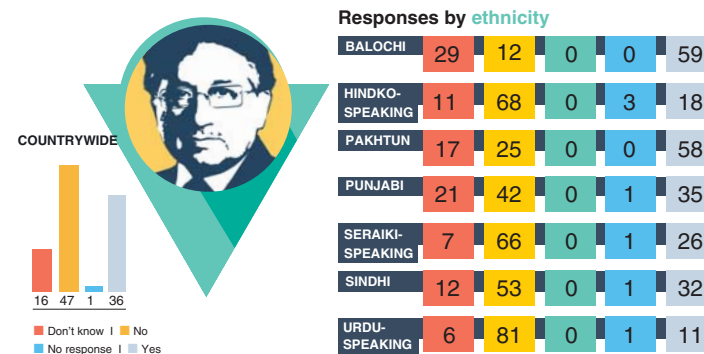 Responses by ethnicity
BALOCHI 29 12 0 0 59
HINDKO-
SPEAKING 11 68 0 3 18
PAKHTUN 17 25 0 0 58
PUNJABI 21 42 0 1 35
SERAIKI-
SPEAKING 7 66 0 1 26
SINDHI 12 53 0 1 32
URDU-
SPEAKING 6 81 0 1 11
COUNTRYWIDE
16 47 1 36
Don't know I No
No response I Yes